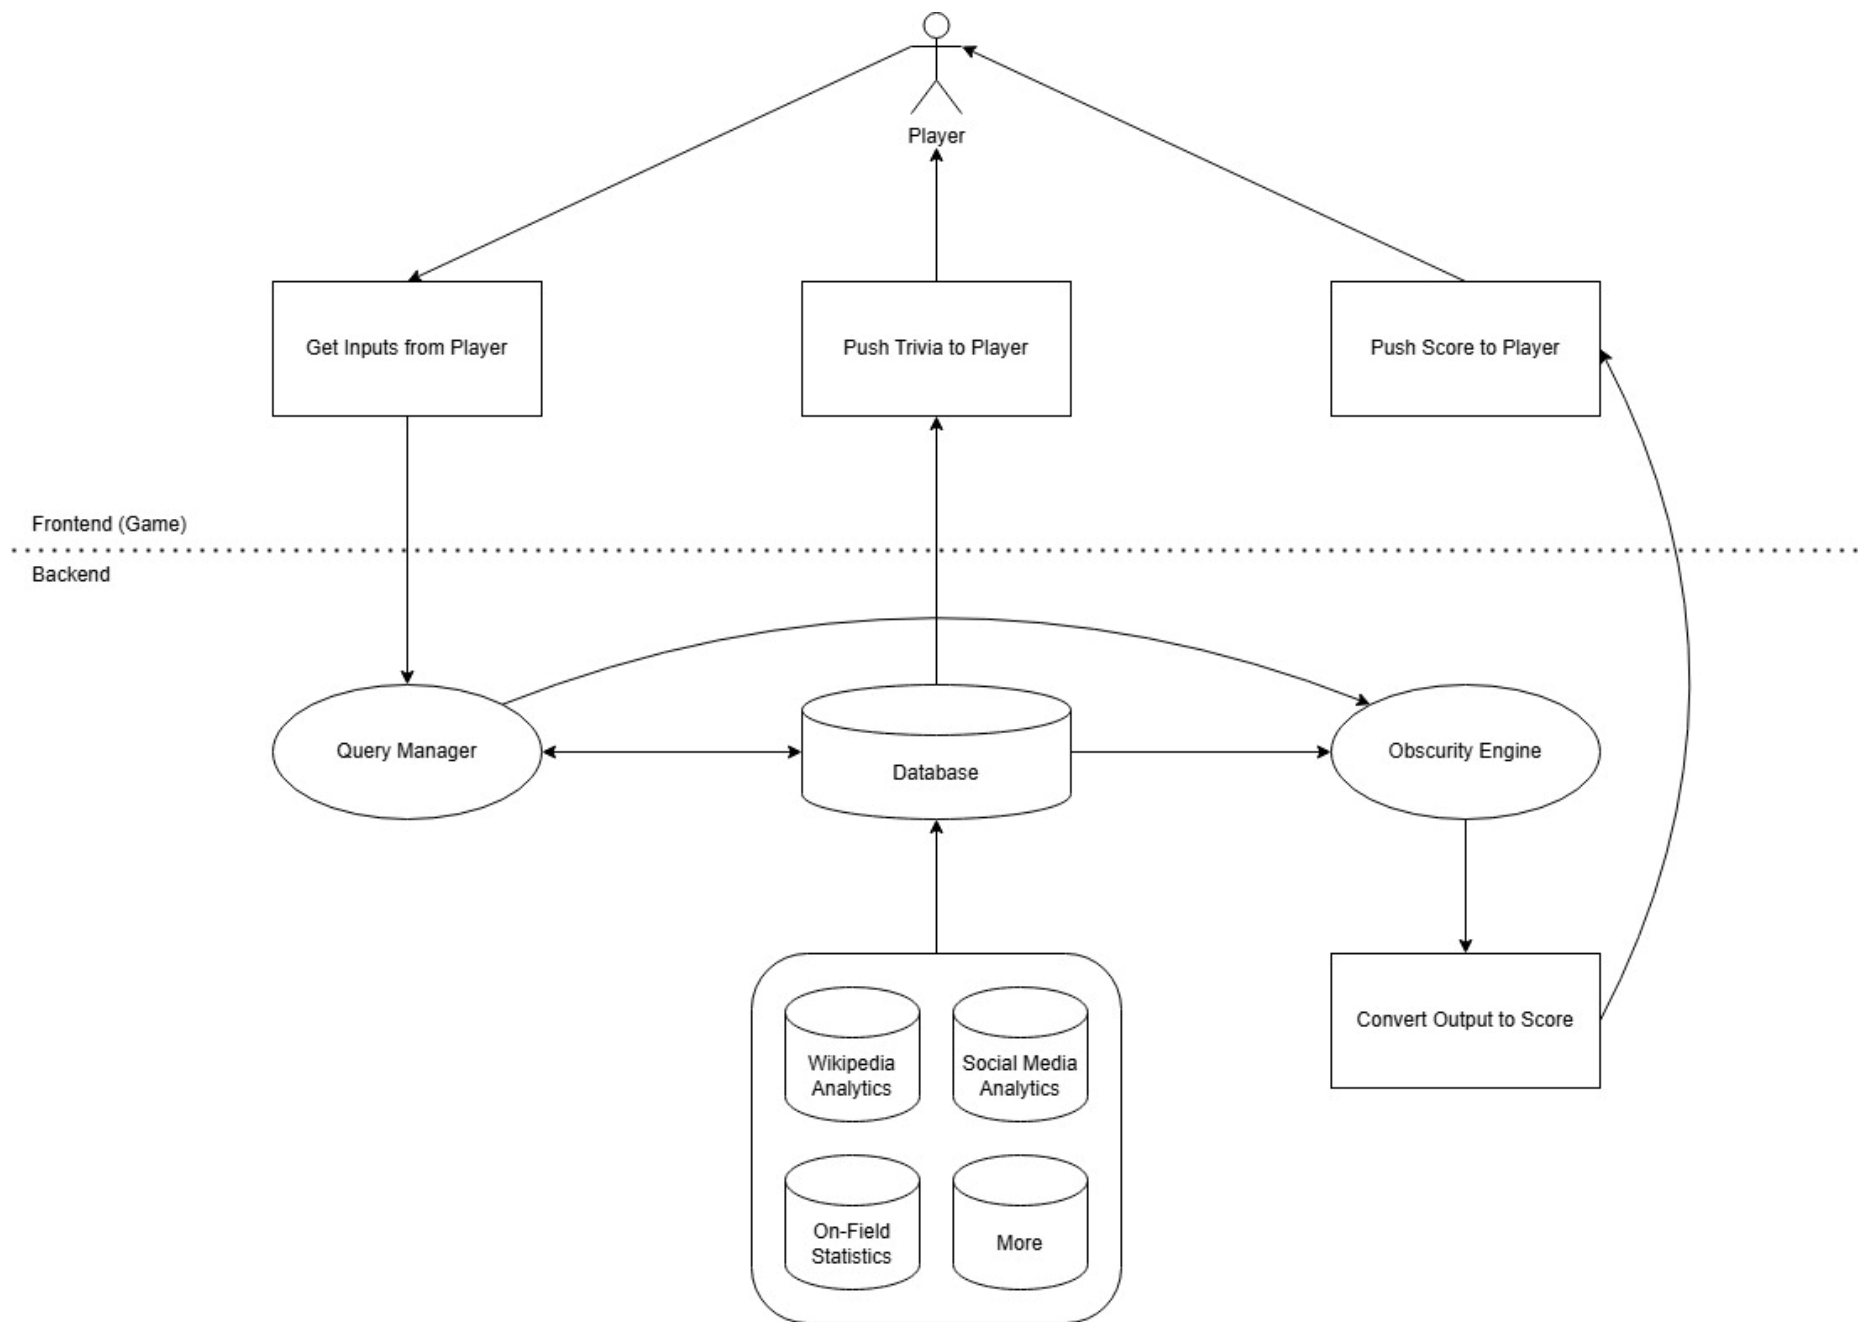 Player
Get Inputs from Player
Push Trivia to Player
Push Score to Player
Frontend (Game)
Backend
Query Manager
Database
Obscurity Engine
Convert Output to Score
Wikipedia
Analytics
Social Media
Analytics
On-Field
Statistics
More